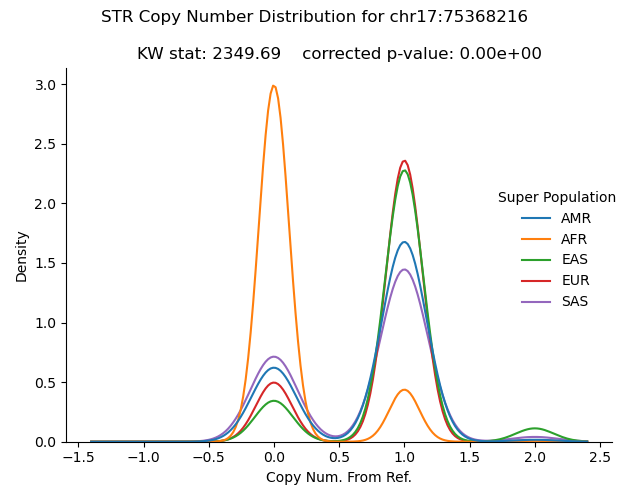 STR Copy Number Distribution for chr17:75368216
KW stat: 2349.69    corrected p-value: 0.00e+00
3.0
2.5
2.0
1.5
1.0
0.5
0.0
Density
−1.5 −1.0 −0.5 0.0 0.5 1.0 1.5 2.0 2.5
Copy Num. From Ref.
Super Population
AMR
AFR
EAS
EUR
SAS